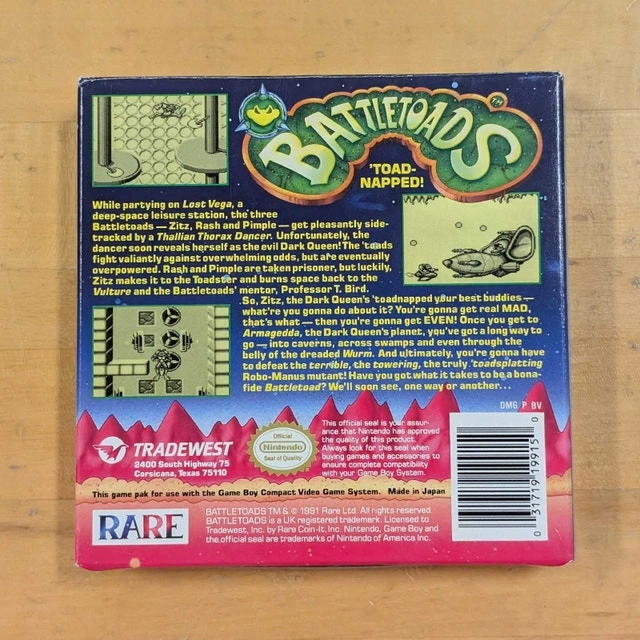 BATTLETOADS™
'TOAD-
NAPPED!
While partying on Lost Vega, a
deep-space leisure station, the three
Battletoads — Zitz, Rash and Pimple — get pleasantly side-
tracked by a Thallian Thorax Dancer. Unfortunately, the
dancer soon reveals herself as the evil Dark Queen! The 'toads
fight valiantly against overwhelming odds, but are eventually
overpowered. Rash and Pimple are taken prisoner, but luckily,
Zitz makes it to the Toadster and burns space back to the
Vulture and the Battletoads' mentor, Professor T. Bird.
So, Zitz, the Dark Queen's 'toadnapped your best buddies —
what're you gonna do about it? You're gonna get real MAD,
that's what — then you're gonna get EVEN! Once you get to
Armagedda, the Dark Queen's planet, you've got a long way to
go — into caverns, across swamps and even through the
belly of the dreaded Wurm. And ultimately, you're gonna have
to defeat the terrible, the towering, the truly 'toadsplatting
Robo-Manus mutant! Have you got what it takes to be a bona-
fide Battletoad? We'll soon see, one way or another...
DMG P BV
TRADEWEST
2400 South Highway 75
Corsicana, Texas 75110
Official
Nintendo
Seal of Quality
This official seal is your assur-
ance that Nintendo has approved
the quality of this product.
Always look for this seal when
buying games and accessories to
ensure complete compatibility
with your Game Boy System.
0 31719 19915 0
This game pak for use with the Game Boy Compact Video Game System. Made in Japan
RARE
BATTLETOADS TM & © 1991 Rare Ltd. All rights reserved.
BATTLETOADS is a UK registered trademerk. Licensed to
Tradewest, Inc. by Rare Coin-It, Inc. Nintendo, Game Boy and
the official seal are trademarks of Nintendo of America Inc.